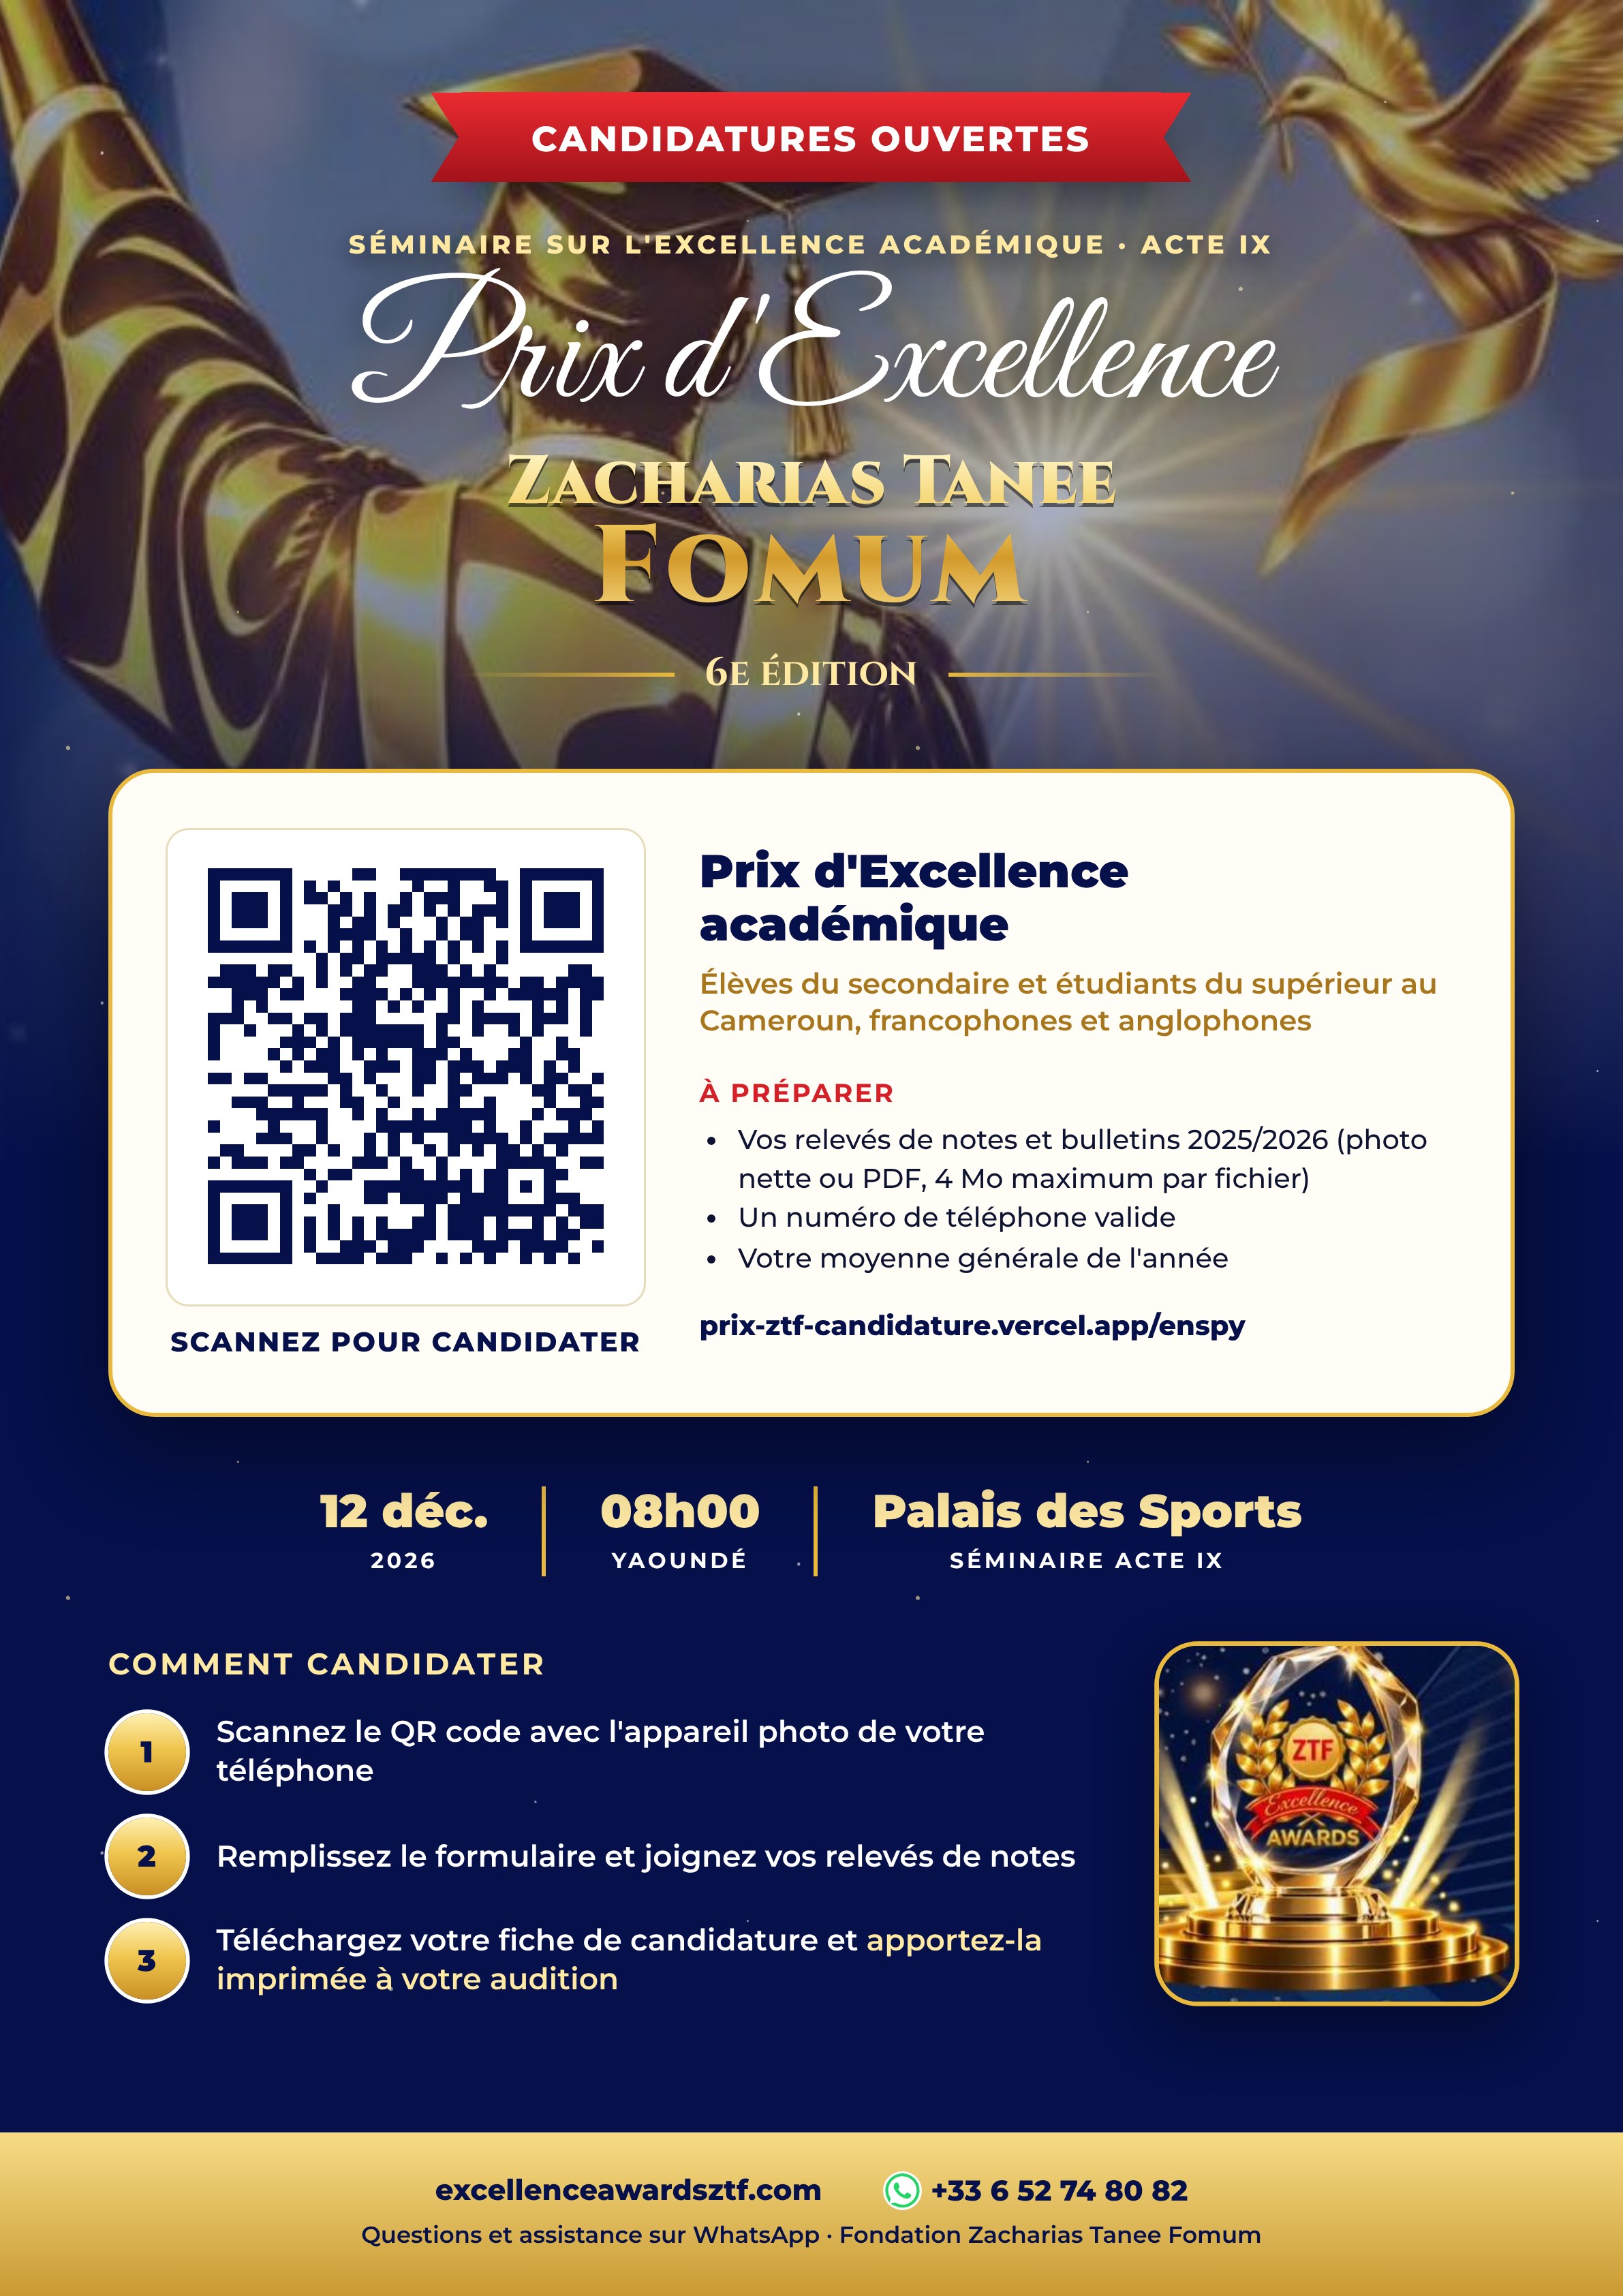 CANDIDATURES OUVERTES
SÉMINAIRE SUR L'EXCELLENCE ACADÉMIQUE · ACTE IX
Prix d'Excellence
ZACHARIAS TANEE
FOMUM
6E ÉDITION
Prix d'Excellence
académique
Élèves du secondaire et étudiants du supérieur au
Cameroun, francophones et anglophones
À PRÉPARER
• Vos relevés de notes et bulletins 2025/2026 (photo
nette ou PDF, 4 Mo maximum par fichier)
• Un numéro de téléphone valide
• Votre moyenne générale de l'année
prix-ztf-candidature.vercel.app/enspy
SCANNEZ POUR CANDIDATER
12 déc.
2026
08h00
YAOUNDÉ
Palais des Sports
SÉMINAIRE ACTE IX
COMMENT CANDIDATER
1 Scannez le QR code avec l'appareil photo de votre
téléphone
2 Remplissez le formulaire et joignez vos relevés de notes
3 Téléchargez votre fiche de candidature et apportez-la
imprimée à votre audition
ZTF
Excellence
AWARDS
excellenceawardsztf.com +33 6 52 74 80 82
Questions et assistance sur WhatsApp · Fondation Zacharias Tanee Fomum